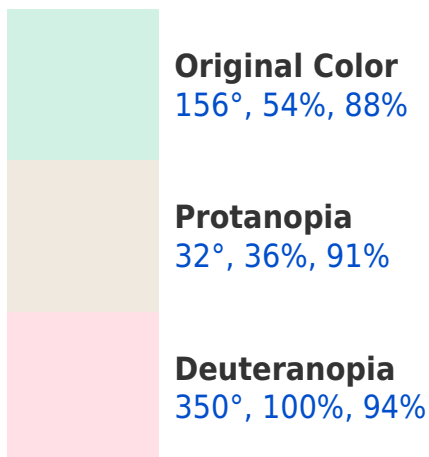 Original Color
156°, 54%, 88%
Protanopia
32°, 36%, 91%
Deuteranopia
350°, 100%, 94%